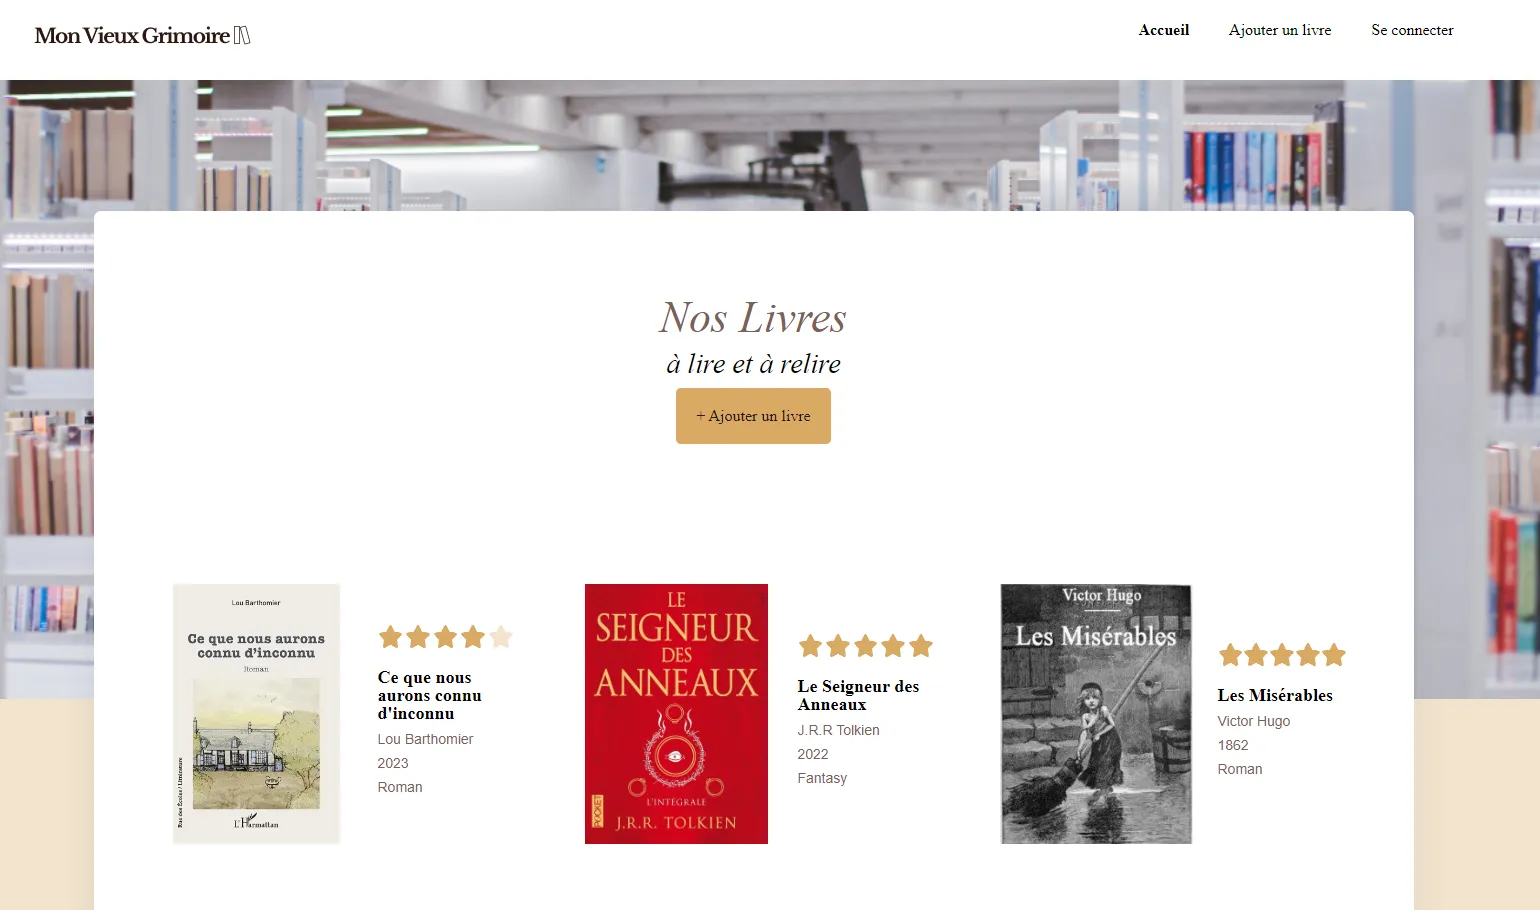 Mon Vieux Grimoire
Accueil
Ajouter un livre
Se connecter
Nos Livres
à lire et à relire
+ Ajouter un livre
Lou Barthomier
Ce que nous aurons
connu d'inconnu
Roman
Rue des Écoles / Littérature
L'Harmattan
Ce que nous
aurons connu
d'inconnu
Lou Barthomier
2023
Roman
LE
SEIGNEUR
DES
ANNEAUX
L'INTÉGRALE
POCKET
J.R.R. TOLKIEN
Le Seigneur des
Anneaux
J.R.R Tolkien
2022
Fantasy
Victor Hugo
Les Misérables
Les Misérables
Victor Hugo
1862
Roman